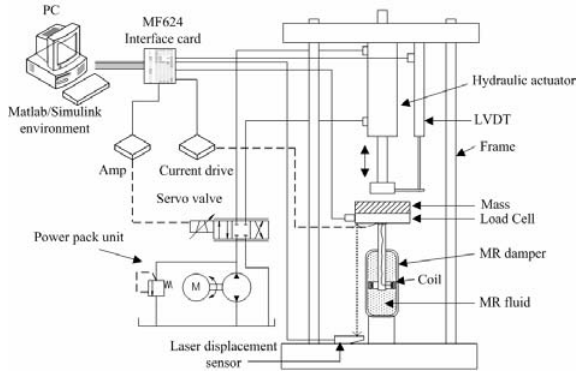 PC
MF624
Interface card
Matlab/Simulink
environment
Amp
Current drive
Servo valve
Power pack unit
M
Laser displacement
sensor
Hydraulic actuator
LVDT
Frame
Mass
Load Cell
MR damper
Coil
MR fluid